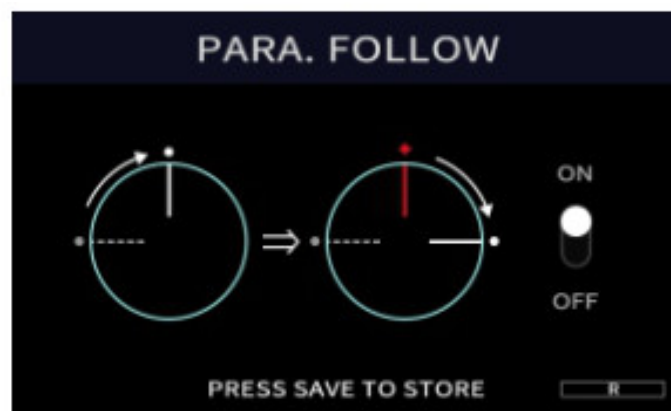 PARA. FOLLOW
ON
OFF
PRESS SAVE TO STORE
R